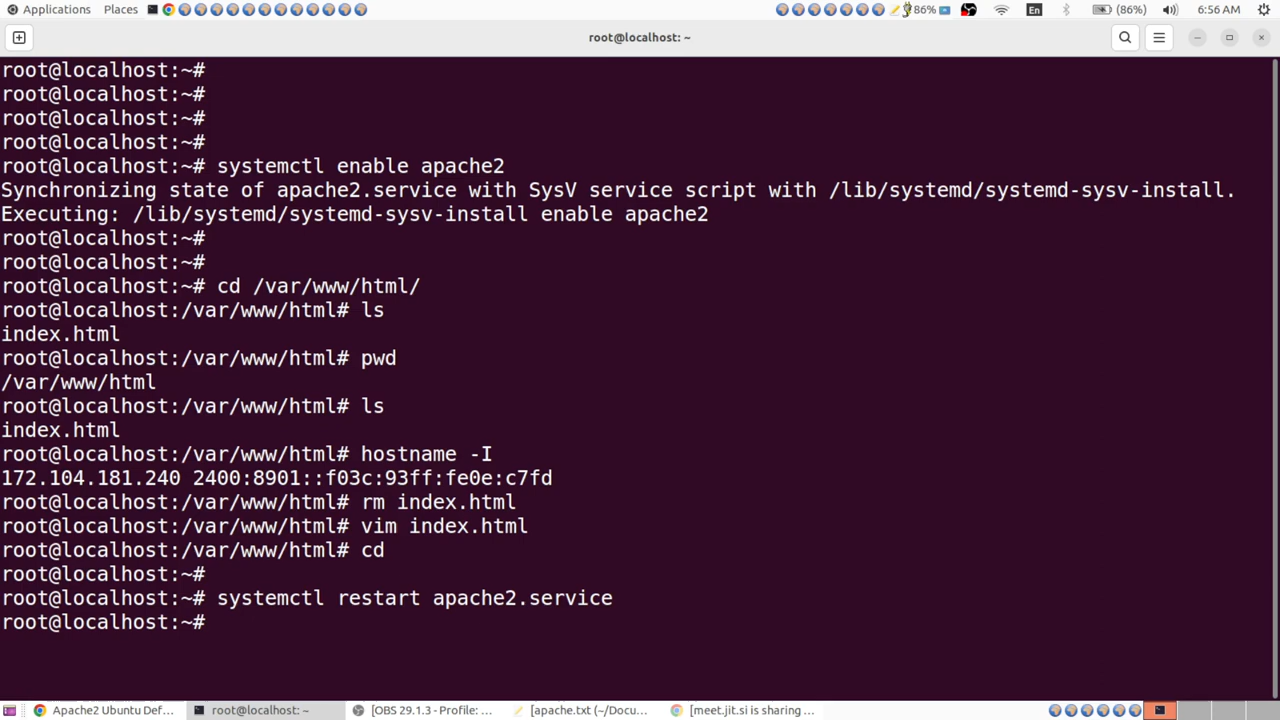 Applications Places 86% En (86%) 6:56 AM
root@localhost: ~
root@localhost:~#
root@localhost:~#
root@localhost:~#
root@localhost:~#
root@localhost:~# systemctl enable apache2
Synchronizing state of apache2.service with SysV service script with /lib/systemd/systemd-sysv-install.
Executing: /lib/systemd/systemd-sysv-install enable apache2
root@localhost:~#
root@localhost:~#
root@localhost:~# cd /var/www/html/
root@localhost:/var/www/html# ls
index.html
root@localhost:/var/www/html# pwd
/var/www/html
root@localhost:/var/www/html# ls
index.html
root@localhost:/var/www/html# hostname -I
172.104.181.240 2400:8901::f03c:93ff:fe0e:c7fd
root@localhost:/var/www/html# rm index.html
root@localhost:/var/www/html# vim index.html
root@localhost:/var/www/html# cd
root@localhost:~#
root@localhost:~# systemctl restart apache2.service
root@localhost:~#
Apache2 Ubuntu Def... root@localhost: ~ [OBS 29.1.3 - Profile: ... [apache.txt (~/Docu... [meet.jit.si is sharing ...